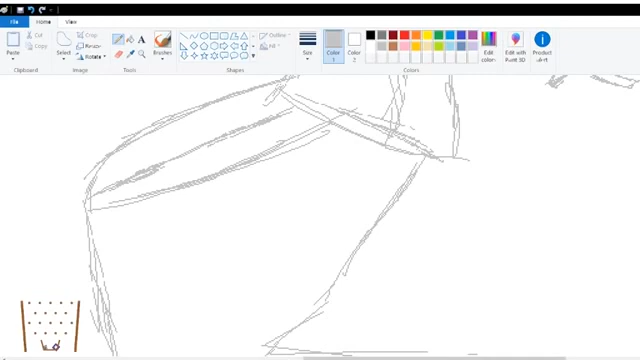 File Home View
Cut
Copy
Paste
Clipboard
Select
Crop
Resize
Rotate
Image
A
Tools
Brushes
Outline
Fill
Shapes
Size
Color
1
Color
2
Colors
Edit
colors
Edit with
Paint 3D
Product
alert